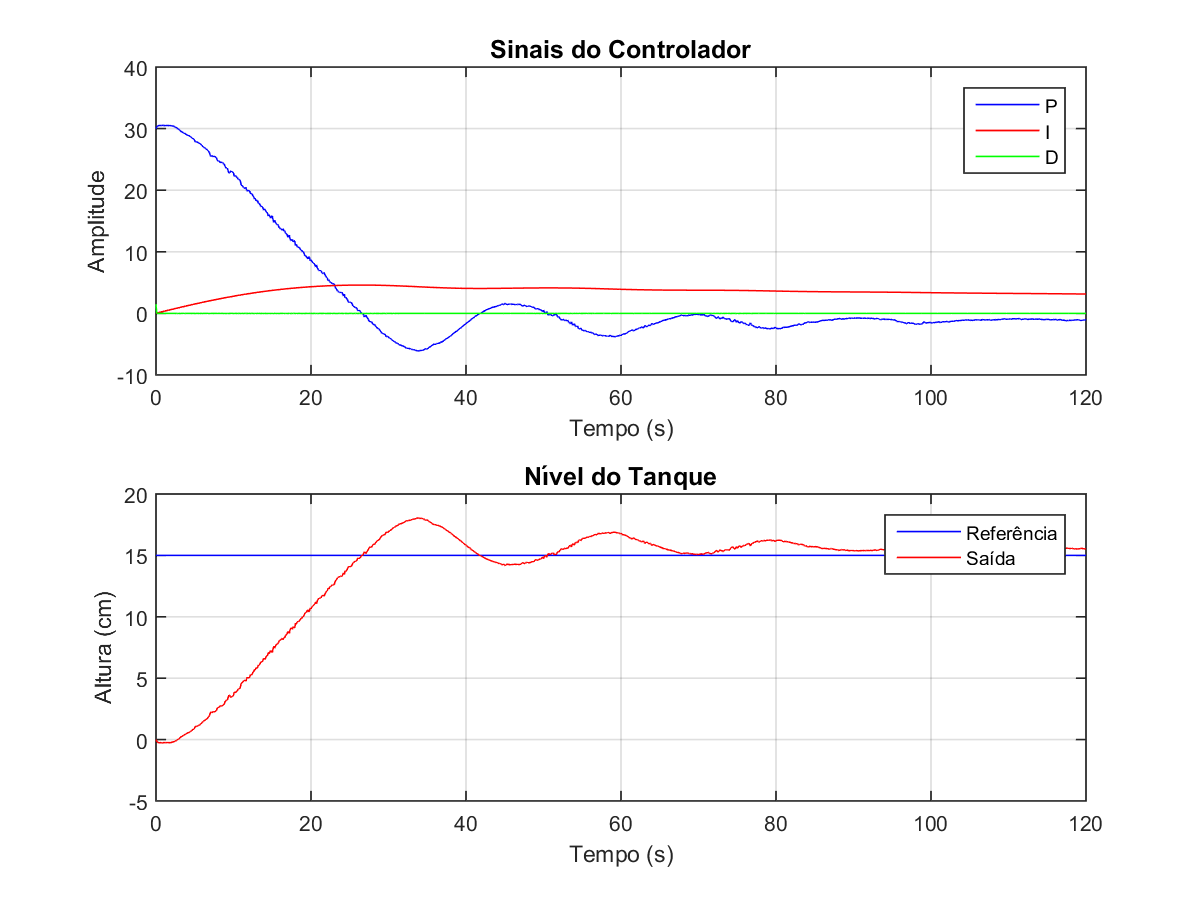 Sinais do Controlador
40
30
20
10
0
-10
Amplitude
P
I
D
0 20 40 60 80 100 120
Tempo (s)
Nível do Tanque
20
15
10
5
0
-5
Altura (cm)
Referência
Saída
0 20 40 60 80 100 120
Tempo (s)